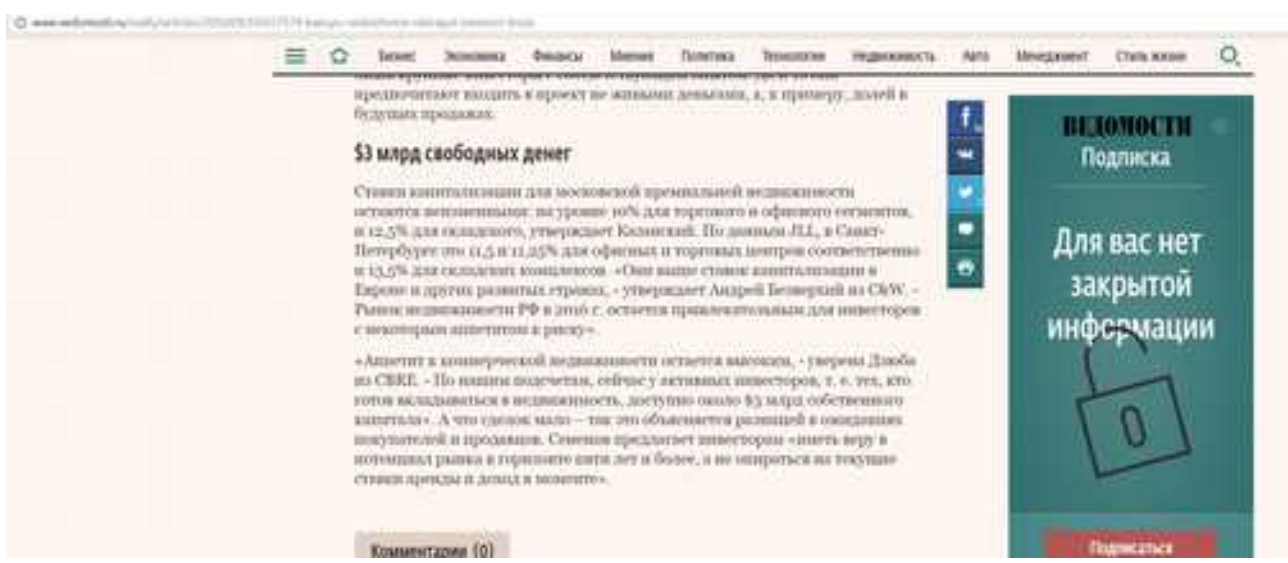 Бизнес Экономика Финансы Мнения Политика Технологии Недвижимость Авто Менеджмент Стиль жизни
предпочитают входить в проект не живыми деньгами, а, к примеру, долей в
будущих продажах.
$3 млрд свободных денег
Ставки капитализации для московской премиальной недвижимости
остаются неизменными: на уровне 10% для торгового и офисного сегментов,
и 12,5% для складского, утверждает Калинский. По данным JLL, в Санкт-
Петербурге это 11,5 и 11,25% для офисных и торговых центров соответственно
и 13,5% для складских комплексов. «Они выше ставок капитализации в
Европе и других развитых странах, - утверждает Андрей Безверхий из C&W. -
Рынок недвижимости РФ в 2016 г. остается привлекательным для инвесторов
с некоторым аппетитом к риску».
«Аппетит к коммерческой недвижимости остается высоким, - уверена Дзюба
из CBRE. - По нашим подсчетам, сейчас у активных инвесторов, т. е. тех, кто
готов вкладываться в недвижимость, доступно около $3 млрд собственного
капитала». А что сделок мало – так это объясняется разницей в ожиданиях
покупателей и продавцов. Семенов предлагает инвесторам «иметь веру в
потенциал рынка в горизонте пяти лет и более, а не опираться на текущие
ставки аренды и доход в моменте».
Комментарии (0)
ВЕДОМОСТИ
Подписка
Для вас нет
закрытой
информации
Подписаться